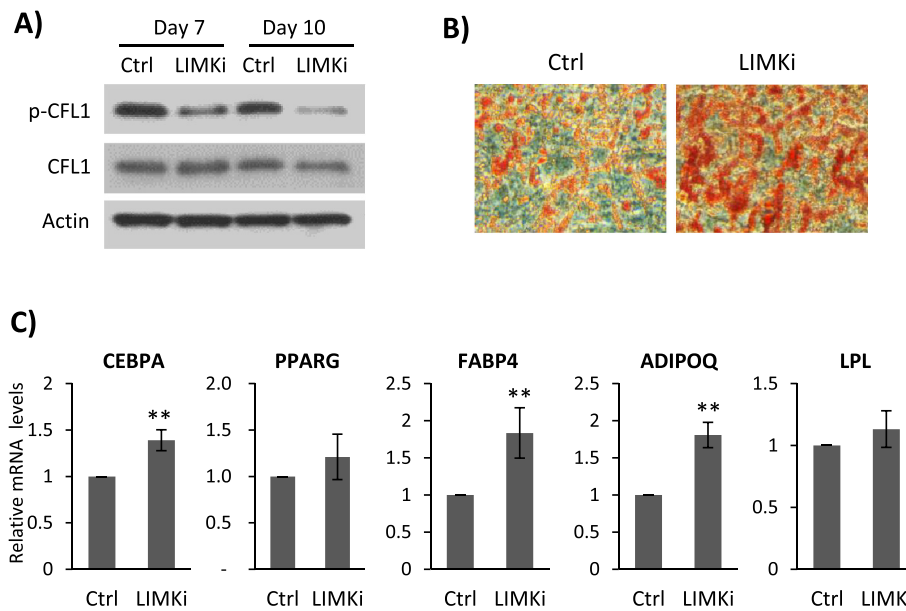 A)
Day 7 Day 10
Ctrl LIMKi Ctrl LIMKi
p-CFL1
CFL1
Actin
B)
Ctrl LIMKi
C)
Relative mRNA levels
CEBPA
2
1.5
1
0.5
0
**
Ctrl LIMKi
PPARG
2.0
1.5
1.0
0.5
-
Ctrl LIMKi
FABP4
2.5
2
1.5
1
0.5
0
**
Ctrl LIMKi
ADIPOQ
2.5
2
1.5
1
0.5
0
**
Ctrl LIMKi
LPL
1.5
1
0.5
0
Ctrl LIMK